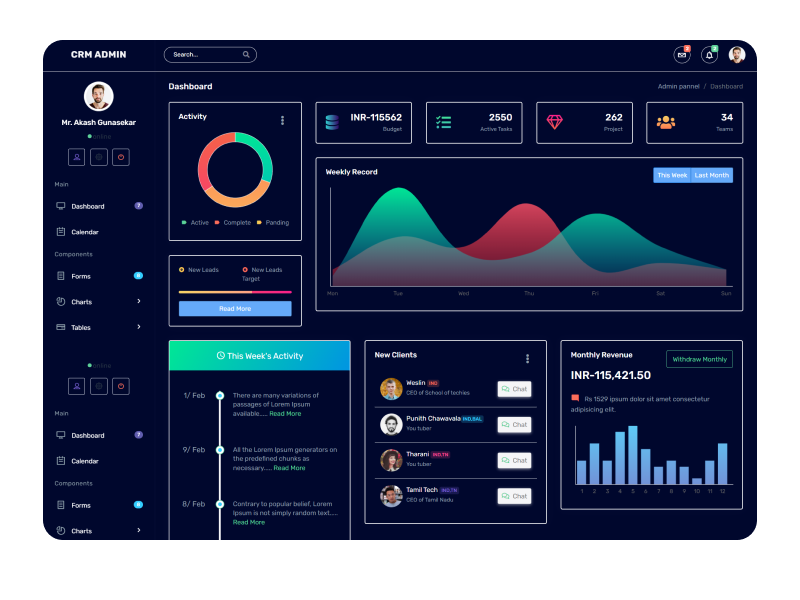 CRM ADMIN
Search...
Mr. Akash Gunasekar
online
Main
Dashboard 7
Calendar
Components
Forms
Charts
Tables
online
Main
Dashboard 7
Calendar
Components
Forms
Charts
Dashboard
Admin pannel / Dashboard
Activity
Active Complete Panding
INR-115562
Budget
2550
Active Tasks
262
Project
34
Teams
Weekly Record
This Week Last Month
Mon Tue Wed Thu Fri Sat Sun
New Leads New Leads
Target
Read More
This Week's Activity
1/ Feb
There are many variations of
passages of Lorem Ipsum
available..... Read More
9/ Feb
All the Lorem Ipsum generators on
the predefined chunks as
necessary..... Read More
8/ Feb
Contrary to popular belief, Lorem
Ipsum is not simply random text.....
Read More
New Clients
Weslin IND
CEO of School of techies
Chat
Punith Chawavala IND,BAL
You tuber
Chat
Tharani IND,TN
You tuber
Chat
Tamil Tech IND,TN
CEO of Tamil Nadu
Chat
Monthly Revenue
Withdraw Monthly
INR-115,421.50
Rs 1529 Ipsum dolor sit amet consectetur
adipisicing elit.
1 2 3 4 5 6 7 8 9 10 11 12